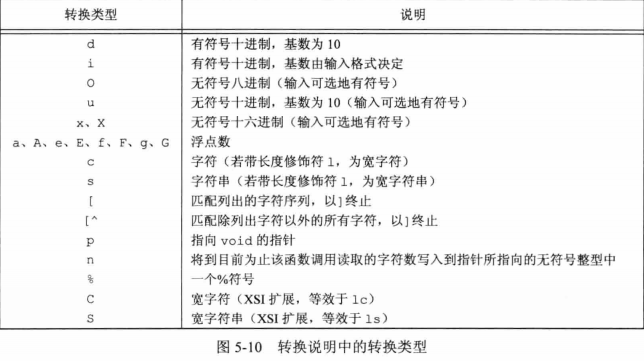 转换类型 说明
d 有符号十进制，基数为 10
i 有符号十进制，基数由输入格式决定
O 无符号八进制（输入可选地有符号）
u 无符号十进制，基数为 10（输入可选地有符号）
x、X 无符号十六进制（输入可选地有符号）
a、A、e、E、f、F、g、G 浮点数
c 字符（若带长度修饰符 l，为宽字符）
s 字符串（若带长度修饰符 l，为宽字符串）
[ 匹配列出的字符序列，以]终止
[^ 匹配除列出字符以外的所有字符，以]终止
p 指向 void 的指针
n 将到目前为止该函数调用读取的字符数写入到指针所指向的无符号整型中
% 一个%符号
C 宽字符（XSI 扩展，等效于 lc）
S 宽字符串（XSI 扩展，等效于 ls）
图 5-10 转换说明中的转换类型